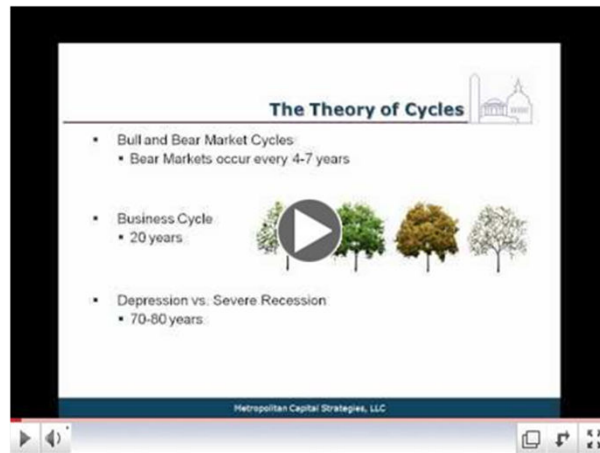 The Theory of Cycles
▪ Bull and Bear Market Cycles
▪ Bear Markets occur every 4-7 years
▪ Business Cycle
▪ 20 years
▪ Depression vs. Severe Recession
▪ 70-80 years
Metropolitan Capital Strategies, LLC